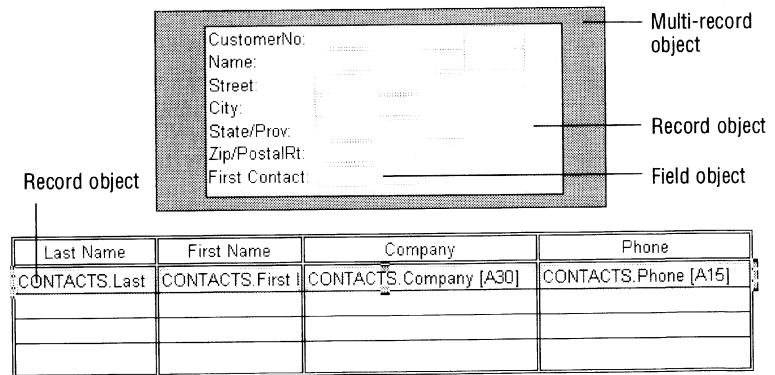 CustomerNo:
Name:
Street:
City:
State/Prov:
Zip/PostalRt:
First Contact:
Multi-record
object
Record object
Field object
Record object
Last Name First Name Company Phone
CONTACTS.Last CONTACTS.First CONTACTS.Company [A30] CONTACTS.Phone [A15]